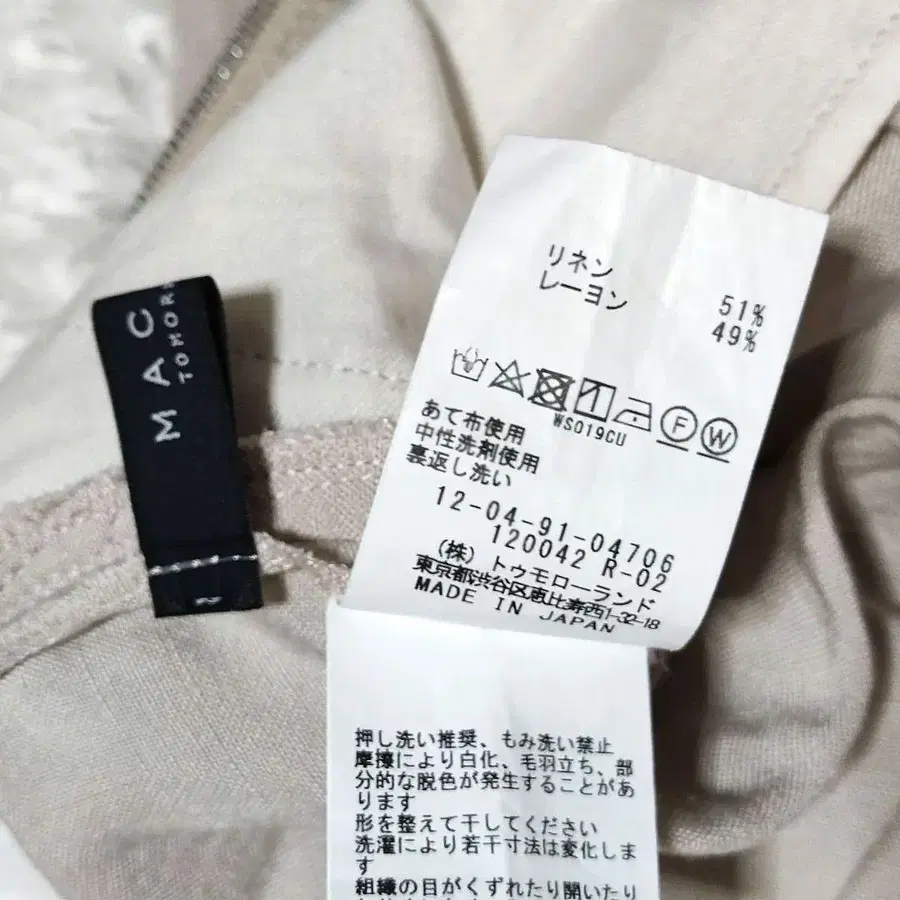 MAC
TOMOR
リネン 51%
レーヨン 49%
WS019CU
F W
あて布使用
中性洗剤使用
裏返し洗い
12-04-91-04706
120042 R-02
(株) トゥモローランド
東京都渋谷区恵比寿西1-32-18
MADE IN JAPAN
押し洗い推奨、もみ洗い禁止
摩擦により白化、毛羽立ち、部
分的な脱色が発生することがあ
ります
形を整えて干してください
洗濯により若干寸法は変化しま
す
組織の目がくずれたり開いたり